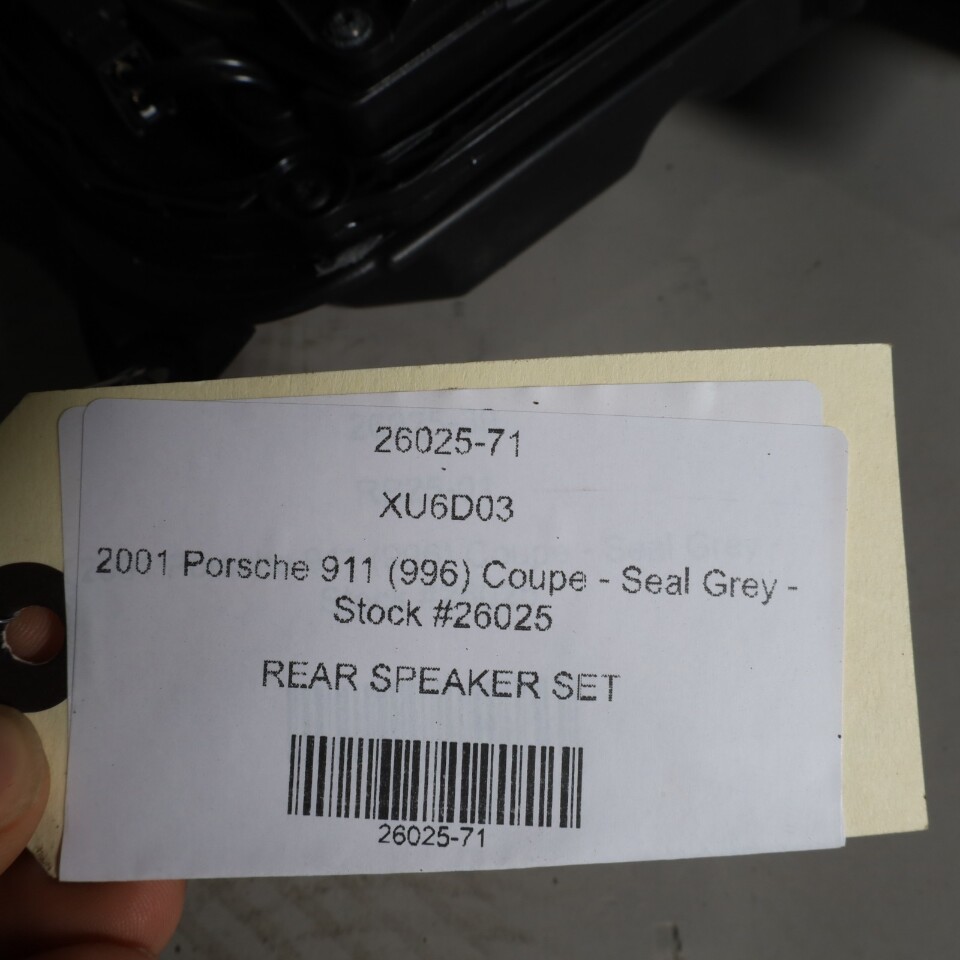 26025-71
XU6D03
2001 Porsche 911 (996) Coupe - Seal Grey -
Stock #26025
REAR SPEAKER SET
26025-71